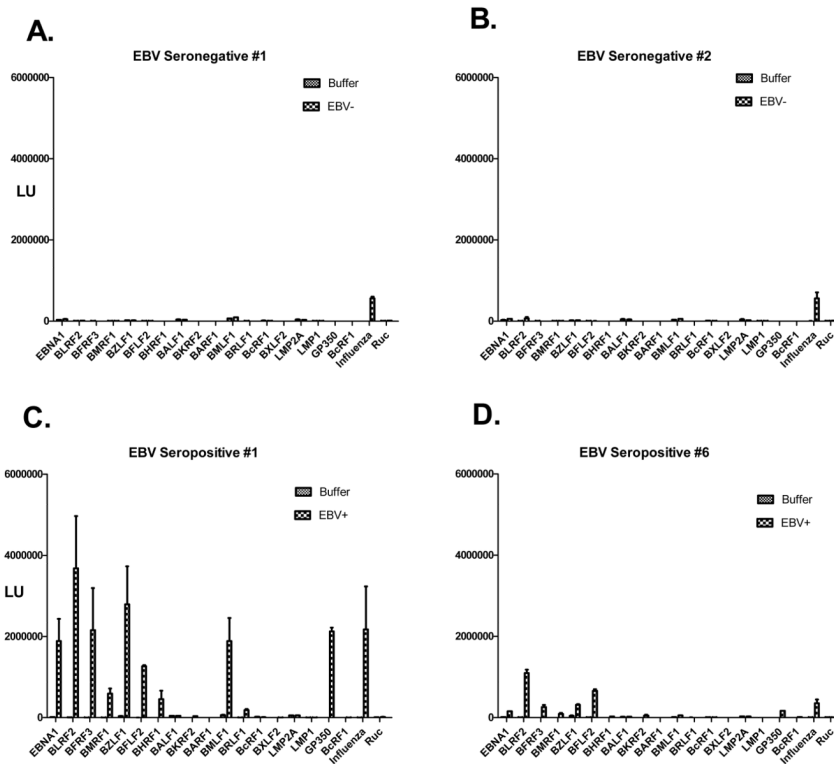 A.
EBV Seronegative #1
6000000
4000000
LU
2000000
0
Buffer
EBV-
EBNA1
BLRF2
BFRF3
BMRF1
BZLF1
BFLF2
BHRF1
BALF1
BKRF2
BARF1
BMLF1
BRLF1
BcRF1
BXLF2
LMP2A
LMP1
GP350
BcRF1
Influenza
Ruc
B.
EBV Seronegative #2
6000000
4000000
2000000
0
Buffer
EBV-
EBNA1
BLRF2
BFRF3
BMRF1
BZLF1
BFLF2
BHRF1
BALF1
BKRF2
BARF1
BMLF1
BRLF1
BcRF1
BXLF2
LMP2A
LMP1
GP350
BCRF1
Influenza
Ruc
C.
EBV Seropositive #1
6000000
4000000
LU
2000000
0
Buffer
EBV+
EBNA1
BLRF2
BFRF3
BMRF1
BZLF1
BFLF2
BHRF1
BALF1
BKRF2
BARF1
BMLF1
BRLF1
BcRF1
BXLF2
LMP2A
LMP1
GP350
BcRF1
Influenza
Ruc
D.
EBV Seropositive #6
6000000
4000000
2000000
0
Buffer
EBV+
EBNA1
BLRF2
BFRF3
BMRF1
BZLF1
BFLF2
BHRF1
BALF1
BKRF2
BARF1
BMLF1
BRLF1
BcRF1
BXLF2
LMP2A
LMP1
GP350
BcRF1
Influenza
Ruc